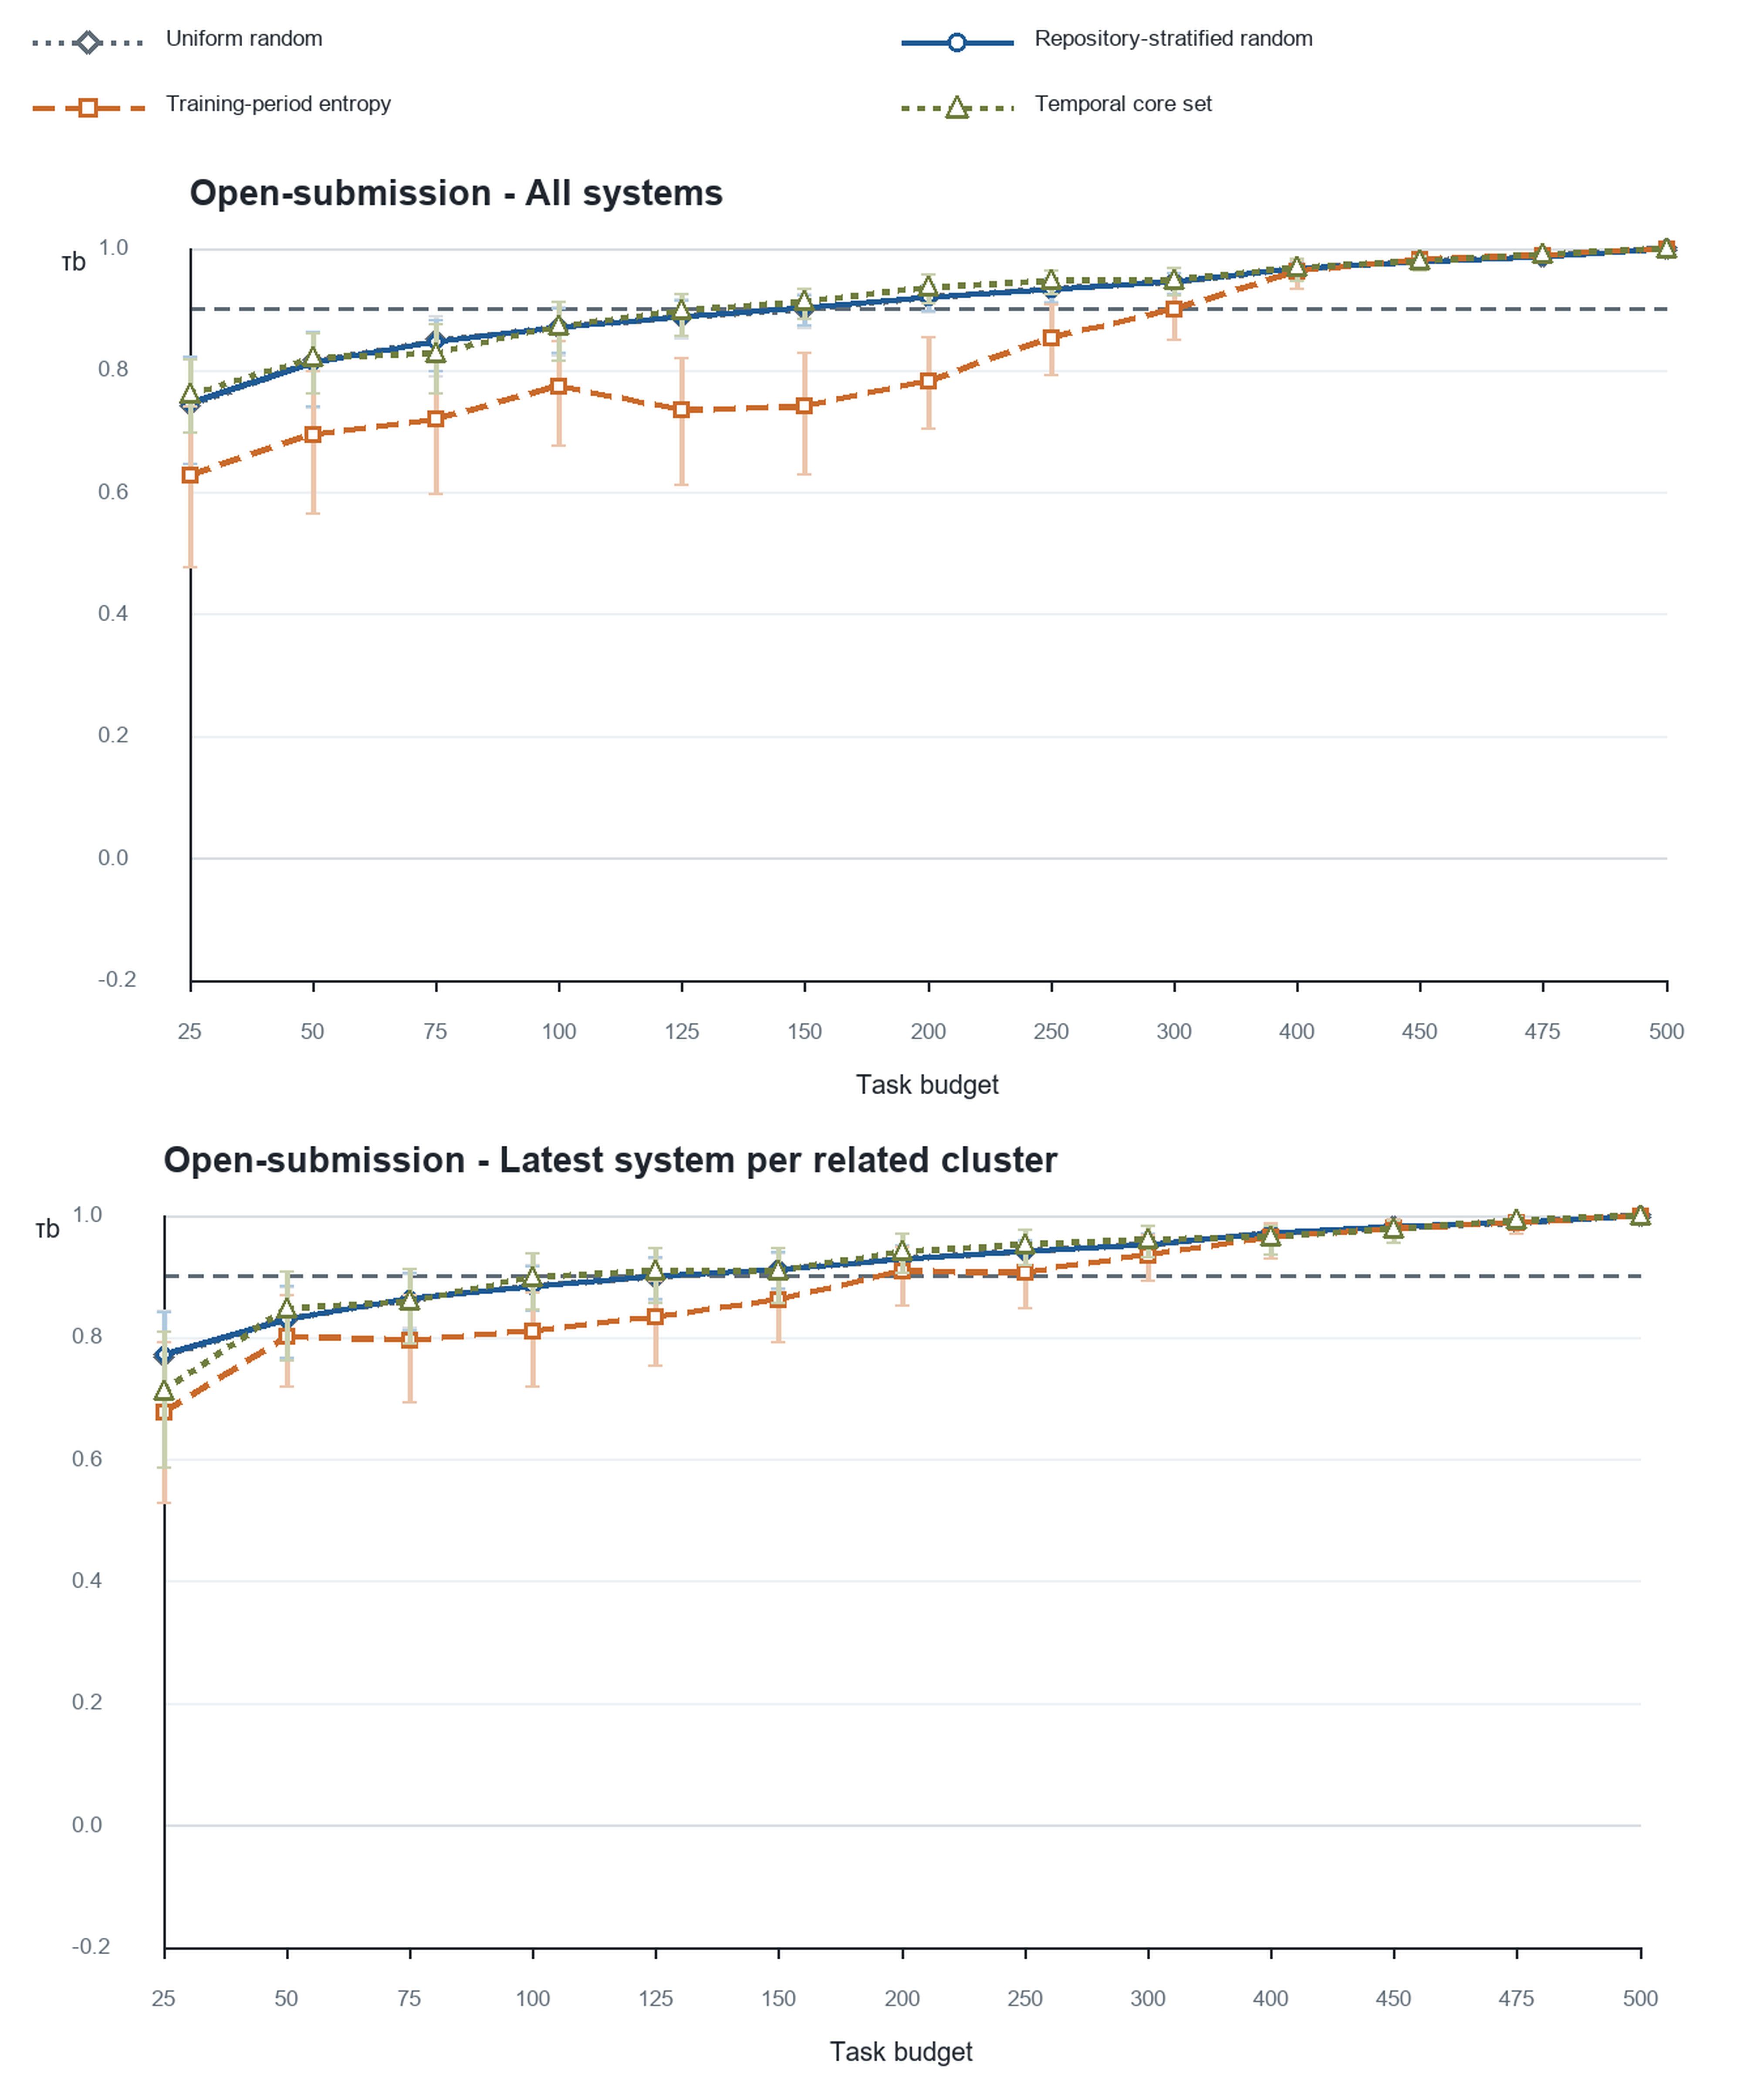 Uniform random
Repository-stratified random
Training-period entropy
Temporal core set
Open-submission - All systems
τb
1.0
0.8
0.6
0.4
0.2
0.0
-0.2
25 50 75 100 125 150 200 250 300 400 450 475 500
Task budget
Open-submission - Latest system per related cluster
τb
1.0
0.8
0.6
0.4
0.2
0.0
-0.2
25 50 75 100 125 150 200 250 300 400 450 475 500
Task budget